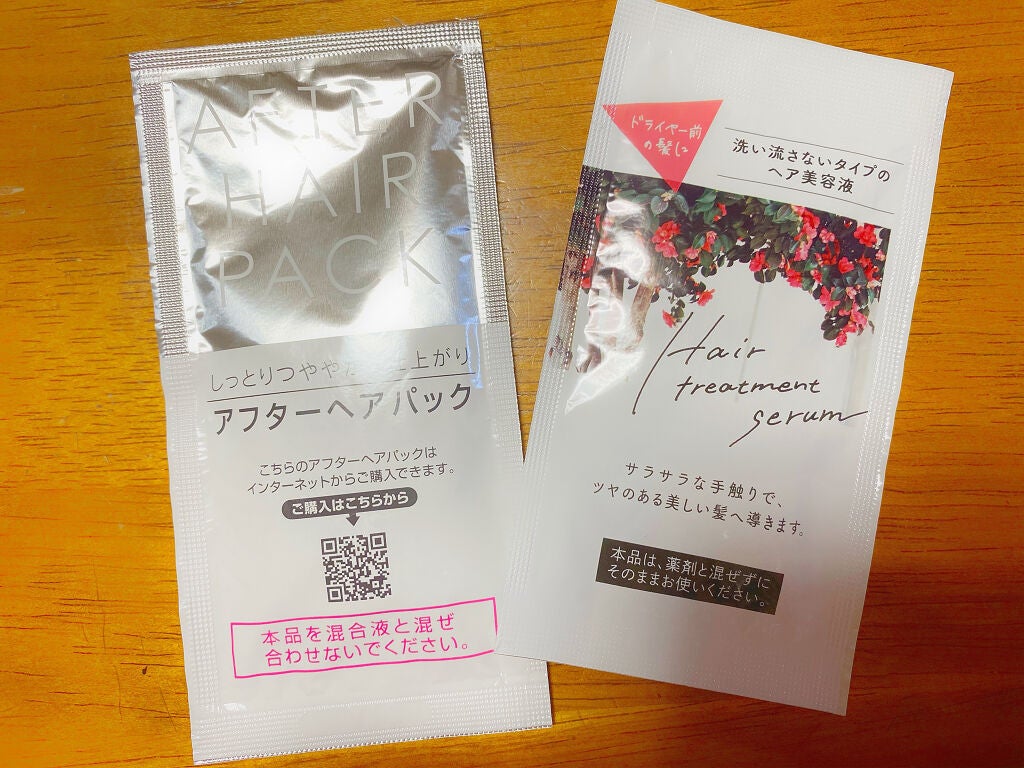 AFTER
HAIR
PACK
しっとりつややかな仕上がり
アフターヘアパック
こちらのアフターヘアパックは
インターネットからご購入できます。
ご購入はこちらから
本品を混合液と混ぜ
合わせないでください。
ドライヤー前
の髪に
洗い流さないタイプの
ヘア美容液
Hair
treatment
serum
サラサラな手触りで、
ツヤのある美しい髪へ導きます。
本品は、薬剤と混ぜずに
そのままお使いください。